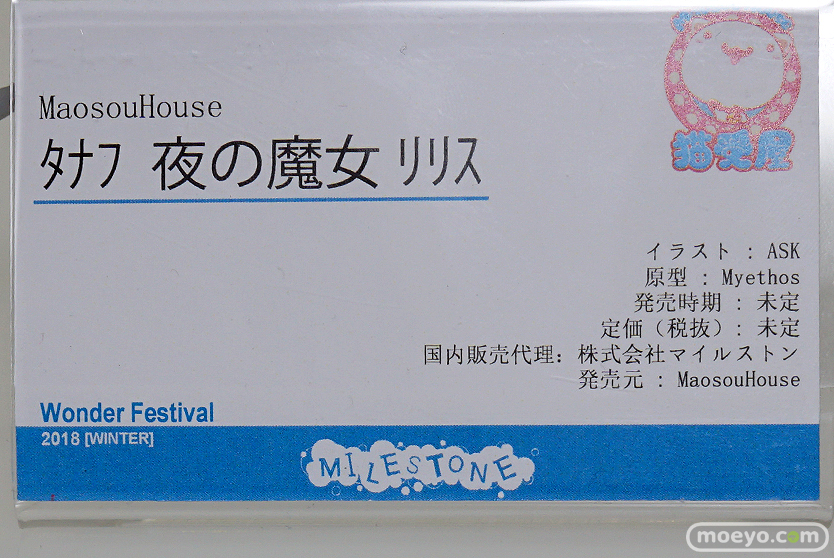 MaosouHouse
ﾀﾅﾌ 夜の魔女 ﾘﾘｽ
イラスト : ASK
原型 : Myethos
発売時期 : 未定
定価（税抜）: 未定
国内販売代理: 株式会社マイルストン
発売元 : MaosouHouse
Wonder Festival
2018 [WINTER]
MILESTONE
moeyo.com